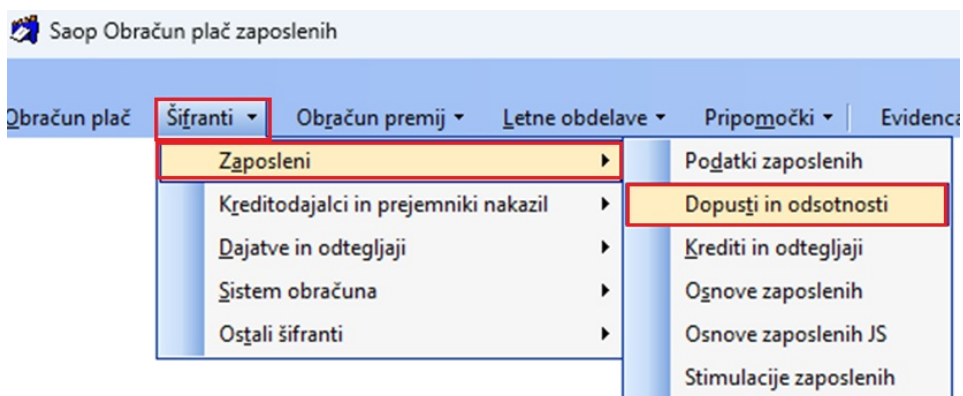 Saop Obračun plač zaposlenih
Obračun plač Šifranti Obračun premij Letne obdelave Pripomočki Evidenca
Zaposleni
Kreditodajalci in prejemniki nakazil
Dajatve in odtegljaji
Sistem obračuna
Ostali šifranti
Podatki zaposlenih
Dopusti in odsotnosti
Krediti in odtegljaji
Osnove zaposlenih
Osnove zaposlenih JS
Stimulacije zaposlenih